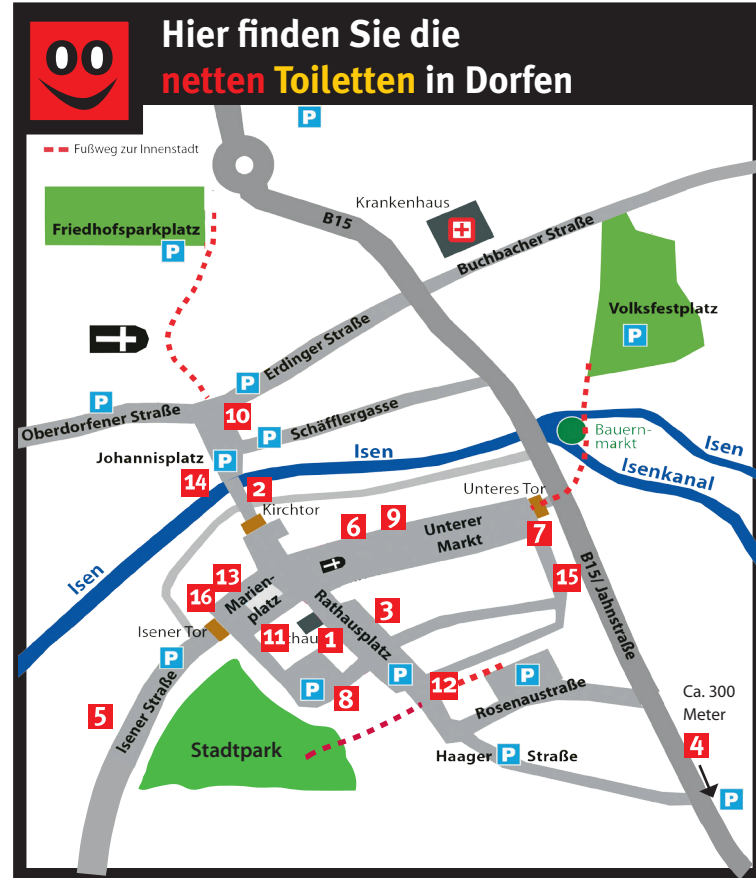 Hier finden Sie die
netten Toiletten in Dorfen
P
Fußweg zur Innenstadt
Krankenhaus
B15
Buchbacher Straße
Friedhofsparkplatz
P
Volksfestplatz
P
Erdinger Straße
P
P
Oberdorfener Straße
10
Schäfflergasse
P
Bauern-
markt
Isen
Isenkanal
Johannisplatz
P
Isen
14
2
Unteres Tor
Kirchtor
6
9
Unterer
Markt
7
Isen
13
16
Marien-
platz
15
B15/Jahnstraße
3
Rathausplatz
Isener Tor
11
1
P
12
P
P
8
P
Rosenaustraße
Ca. 300
Meter
5
Isener Straße
Stadtpark
4
Haager P Straße
P